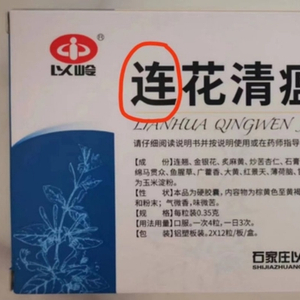 以岭
®
连花清瘟
LIANHUA QINGWEN
请仔细阅读说明书并按说明使用或在药师指导
【成 份】连翘、金银花、炙麻黄、炒苦杏仁、石膏
绵马贯众、鱼腥草、广藿香、大黄、红景天、薄荷脑、
为玉米淀粉。
【性 状】本品为硬胶囊，内容物为棕黄色至黄褐
和粉末；气微香，味微苦。
【规 格】每粒装0.35克
【用法用量】口服。一次4粒，一日3次。
【包 装】铝塑板装。2X12粒/板/盒。
石家庄以
SHIJIAZHUANG